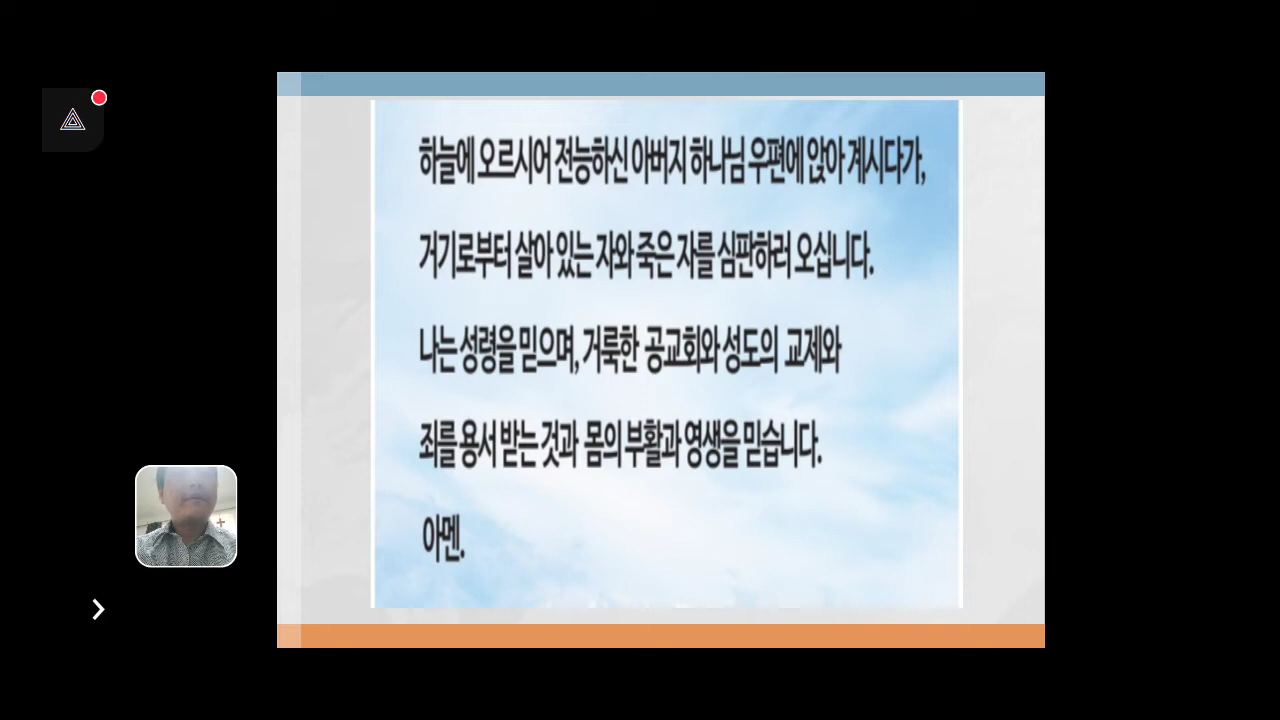 하늘에 오르시어 전능하신 아버지 하나님 우편에 앉아 계시다가,
거기로부터 살아 있는 자와 죽은 자를 심판하러 오십니다.
나는 성령을 믿으며, 거룩한 공교회와 성도의 교제와
죄를 용서 받는 것과 몸의 부활과 영생을 믿습니다.
아멘.